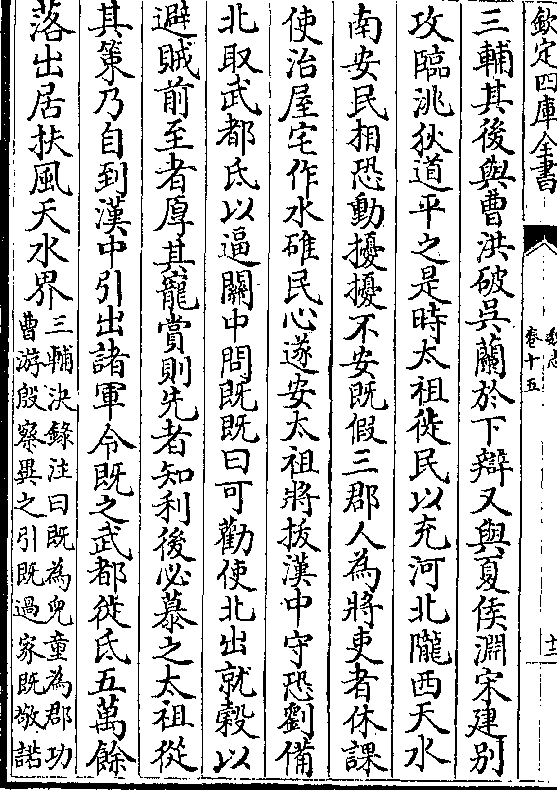 欽定四庫全書
魏志
卷十五
三輔其後與曹洪破吳蘭於下辯又與夏侯淵宋建别
攻臨洮狄道平之是時太祖徙民以充河北隴西天水
南安民相恐動擾擾不安既假三郡人為將吏者休課
使治屋宅作水碓民心遂安太祖將拔漢中守恐劉備
北取武都氐以逼關中問既既曰可勸使北出就穀以
避賊前至者厚其寵賞則先者知利後必慕之太祖從
其策乃自到漢中引出諸軍令既之武都徙氐五萬餘
落出居扶風天水界三輔決錄注曰既為兒童為郡功
曹游殷察異之引既過家既敬諾